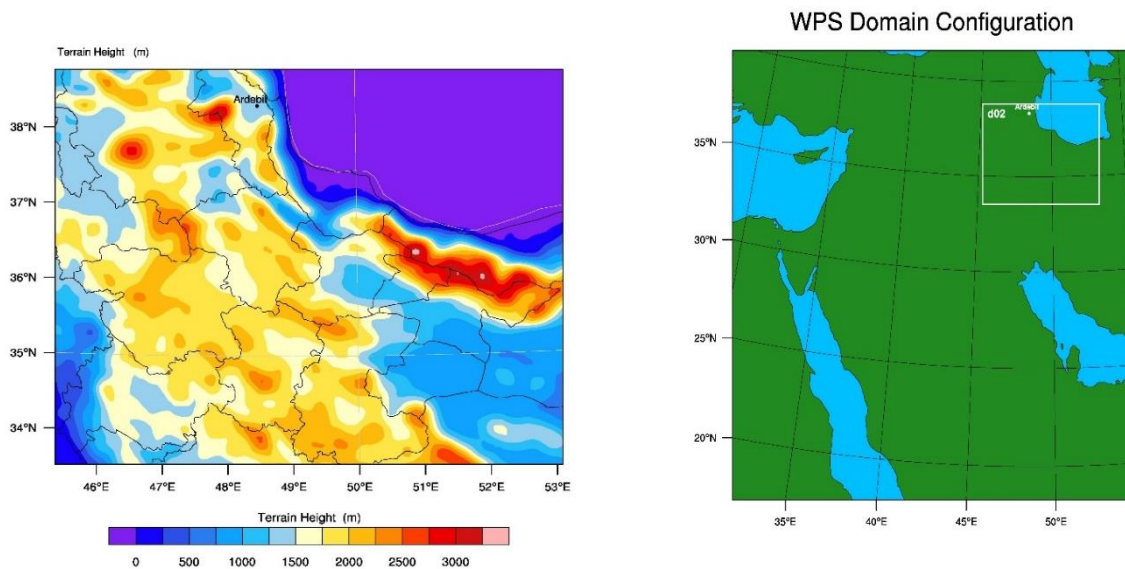 WPS Domain Configuration
Terrain Height (m)
Ardebil
38°N
37°N
36°N
35°N
34°N
46°E 47°E 48°E 49°E 50°E 51°E 52°E 53°E
Terrain Height (m)
0 500 1000 1500 2000 2500 3000
d02
Ardebil
35°N
30°N
25°N
20°N
35°E 40°E 45°E 50°E